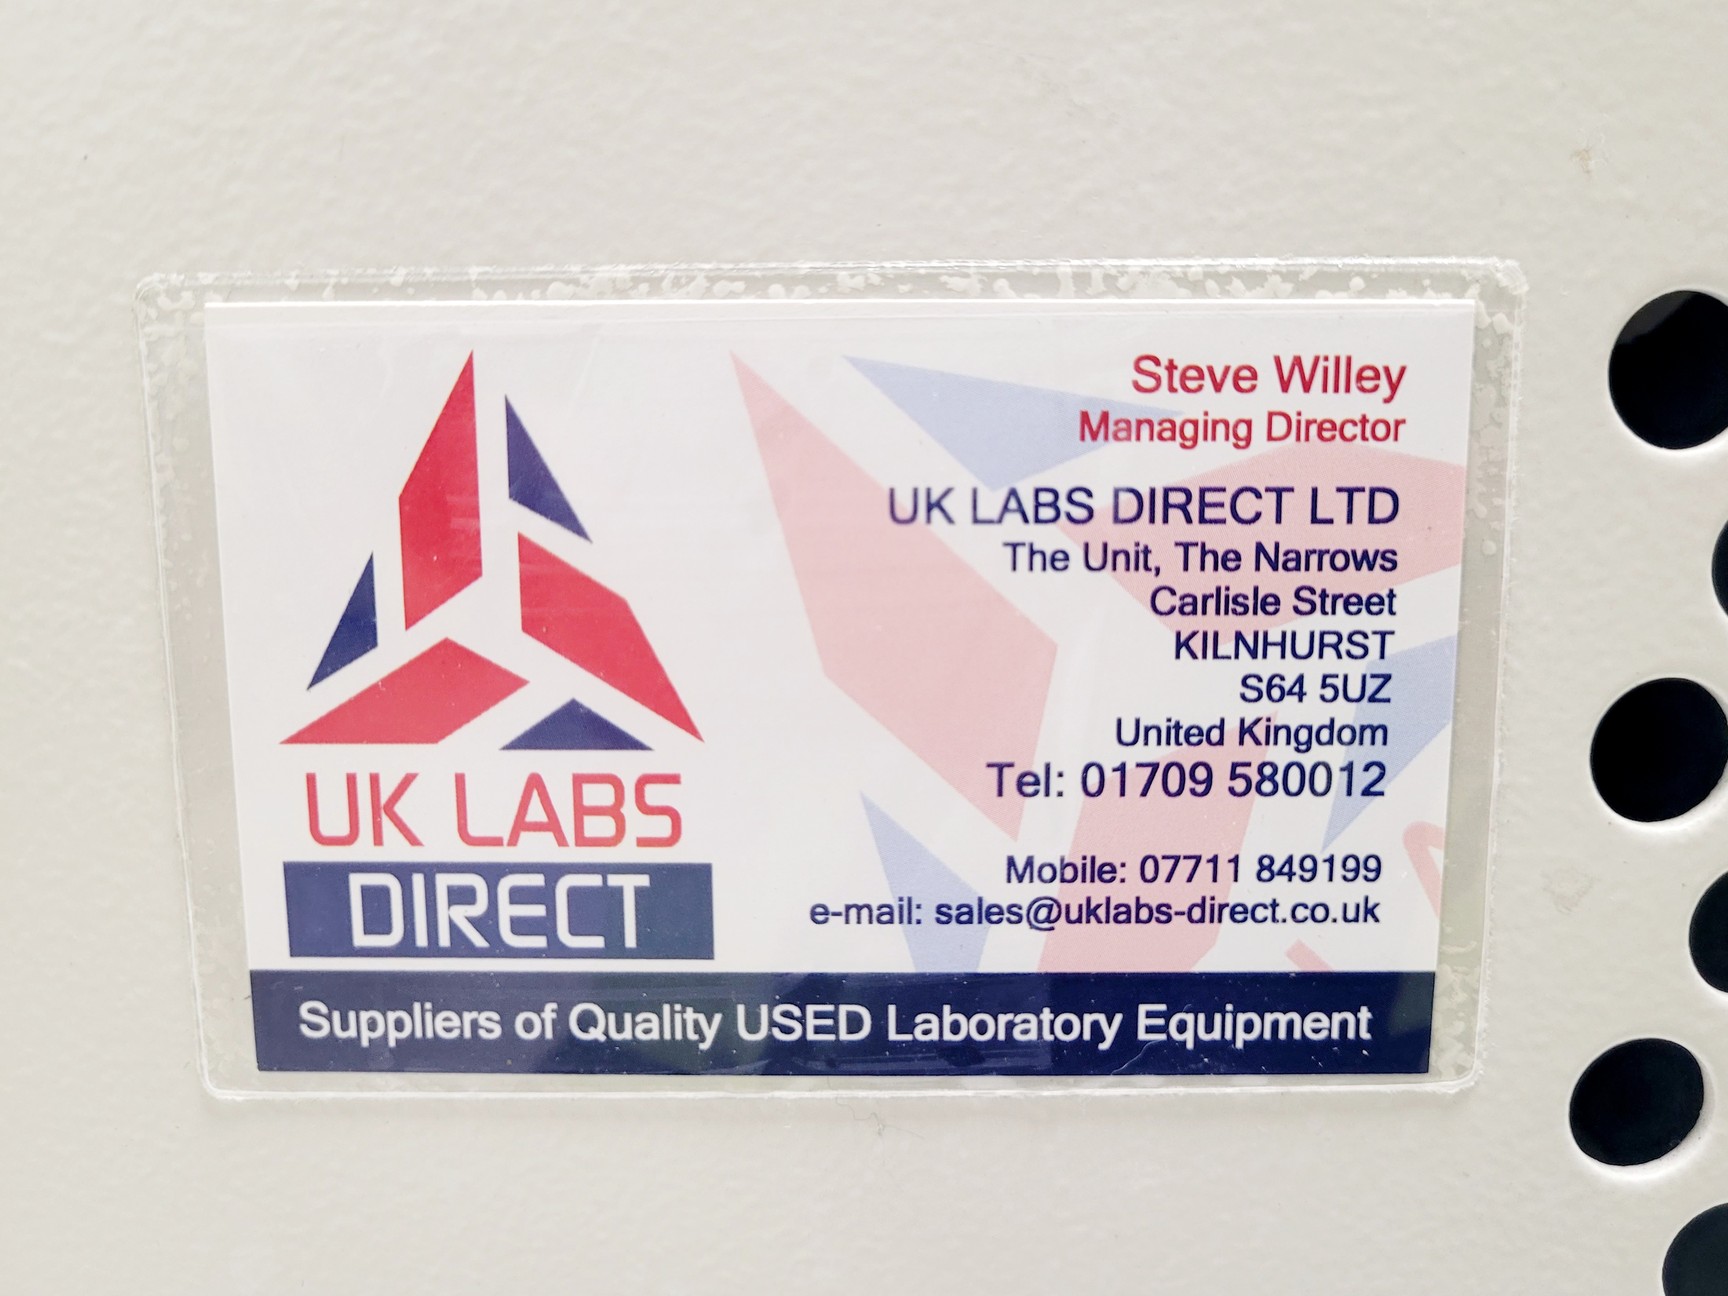 UK LABS
DIRECT
Steve Willey
Managing Director
UK LABS DIRECT LTD
The Unit, The Narrows
Carlisle Street
KILNHURST
S64 5UZ
United Kingdom
Tel: 01709 580012
Mobile: 07711 849199
e-mail: sales@uklabs-direct.co.uk
Suppliers of Quality USED Laboratory Equipment